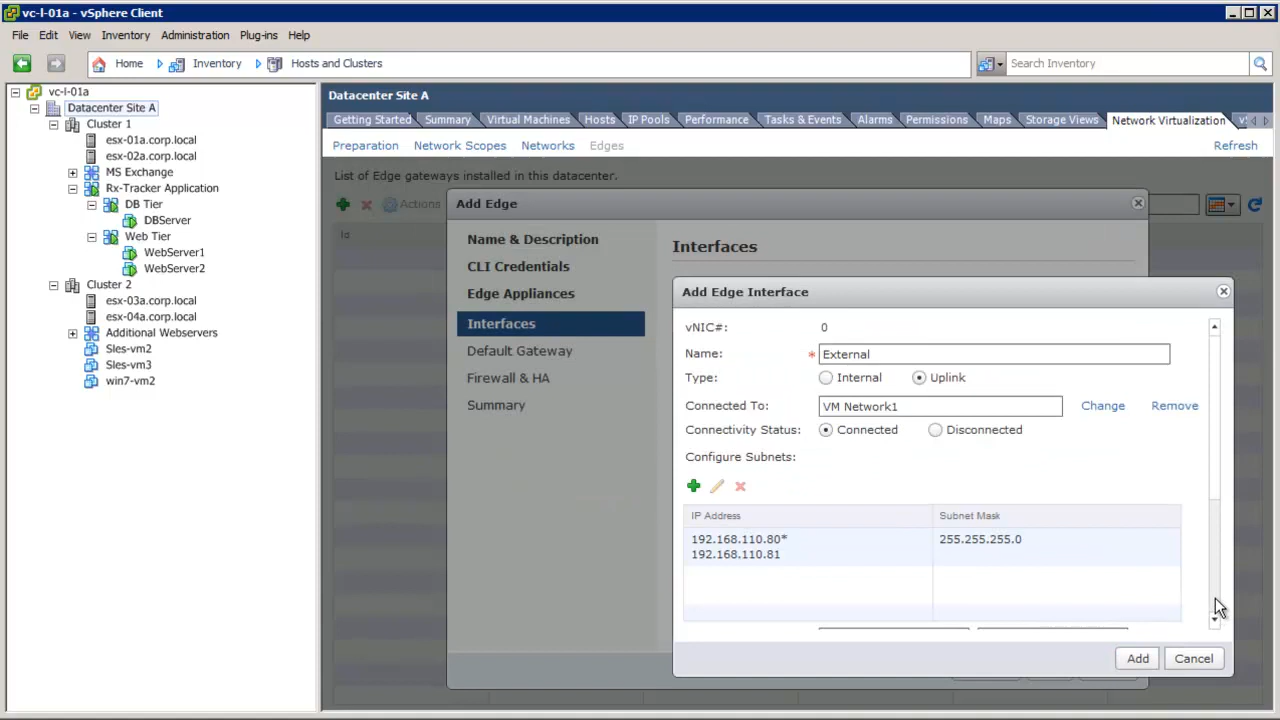 vc-l-01a - vSphere Client
File Edit View Inventory Administration Plug-ins Help
Home Inventory Hosts and Clusters Search Inventory
vc-l-01a
Datacenter Site A
Cluster 1
esx-01a.corp.local
esx-02a.corp.local
MS Exchange
Rx-Tracker Application
DB Tier
DBServer
Web Tier
WebServer1
WebServer2
Cluster 2
esx-03a.corp.local
esx-04a.corp.local
Additional Webservers
Sles-vm2
Sles-vm3
win7-vm2
Datacenter Site A
Getting Started Summary Virtual Machines Hosts IP Pools Performance Tasks & Events Alarms Permissions Maps Storage Views Network Virtualization
Preparation Network Scopes Networks Edges Refresh
List of Edge gateways installed in this datacenter.
Actions
Id
Add Edge
Name & Description
CLI Credentials
Edge Appliances
Interfaces
Default Gateway
Firewall & HA
Summary
Interfaces
Add Edge Interface
vNIC#: 0
Name: * External
Type: Internal Uplink
Connected To: VM Network1 Change Remove
Connectivity Status: Connected Disconnected
Configure Subnets:
IP Address Subnet Mask
192.168.110.80* 255.255.255.0
192.168.110.81
Add Cancel